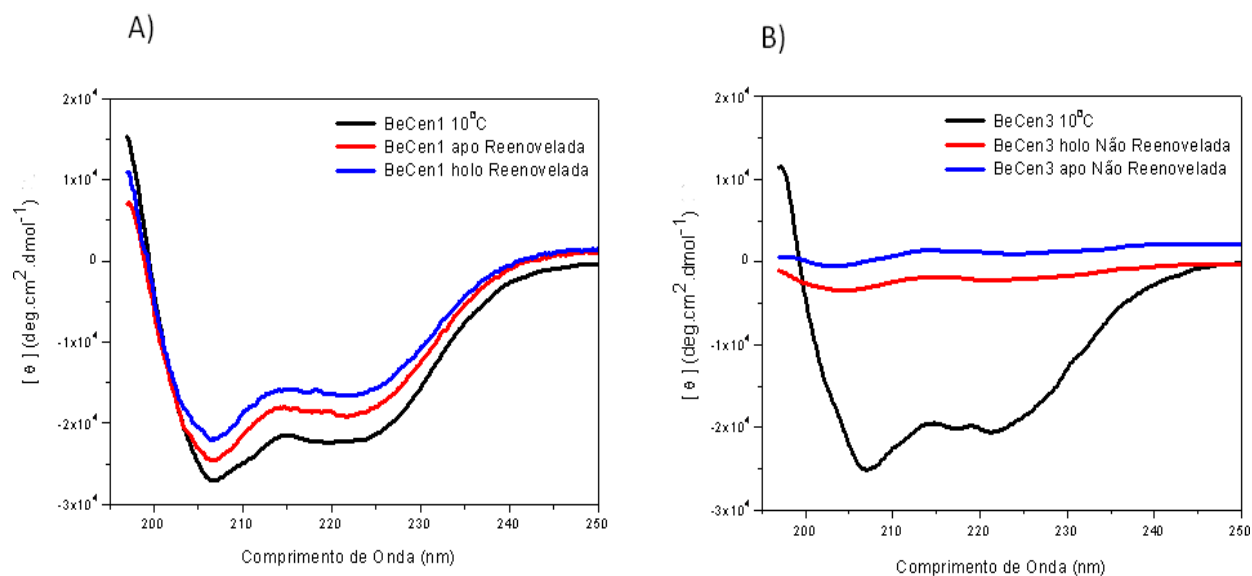 A)
2x10⁴
1x10⁴
0
-1x10⁴
-2x10⁴
-3x10⁴
[ θ ] (deg.cm².dmol⁻¹)
BeCen1 10ºC
BeCen1 apo Reenovelada
BeCen1 holo Reenovelada
200 210 220 230 240 250
Comprimento de Onda (nm)
B)
2x10⁴
1x10⁴
0
-1x10⁴
-2x10⁴
-3x10⁴
[ θ ] (deg.cm².dmol⁻¹)
BeCen3 10ºC
BeCen3 holo Não Reenovelada
BeCen3 apo Não Reenovelada
200 210 220 230 240 250
Comprimento de Onda (nm)